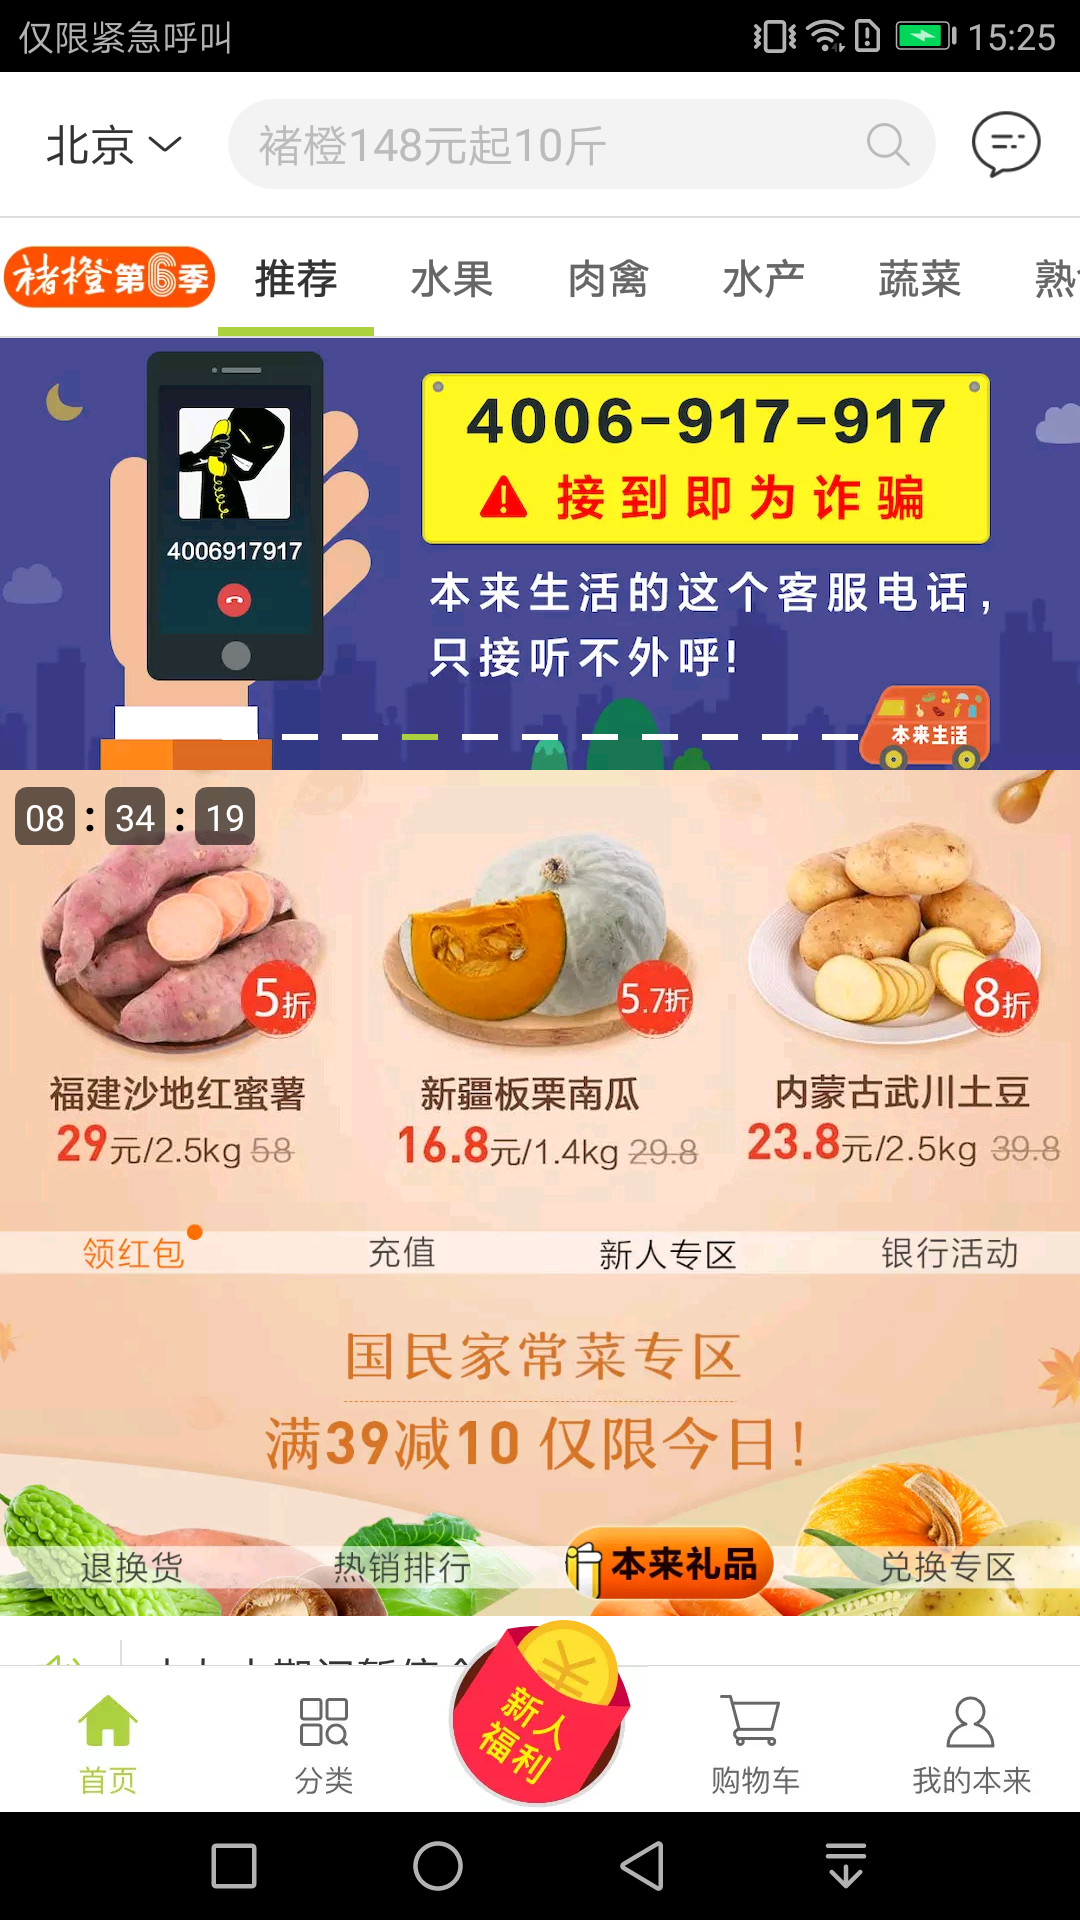 仅限紧急呼叫
15:25
北京
褚橙148元起10斤
褚橙第6季
推荐
水果
肉禽
水产
蔬菜
熟
4006-917-917
接到即为诈骗
4006917917
本来生活的这个客服电话，
只接听不外呼！
本来生活
08 : 34 : 19
5折
5.7折
8折
福建沙地红蜜薯
新疆板栗南瓜
内蒙古武川土豆
29元/2.5kg 58
16.8元/1.4kg 29.8
23.8元/2.5kg 39.8
领红包
充值
新人专区
银行活动
国民家常菜专区
满39减10 仅限今日！
退换货
热销排行
本来礼品
兑换专区
新人
福利
首页
分类
购物车
我的本来